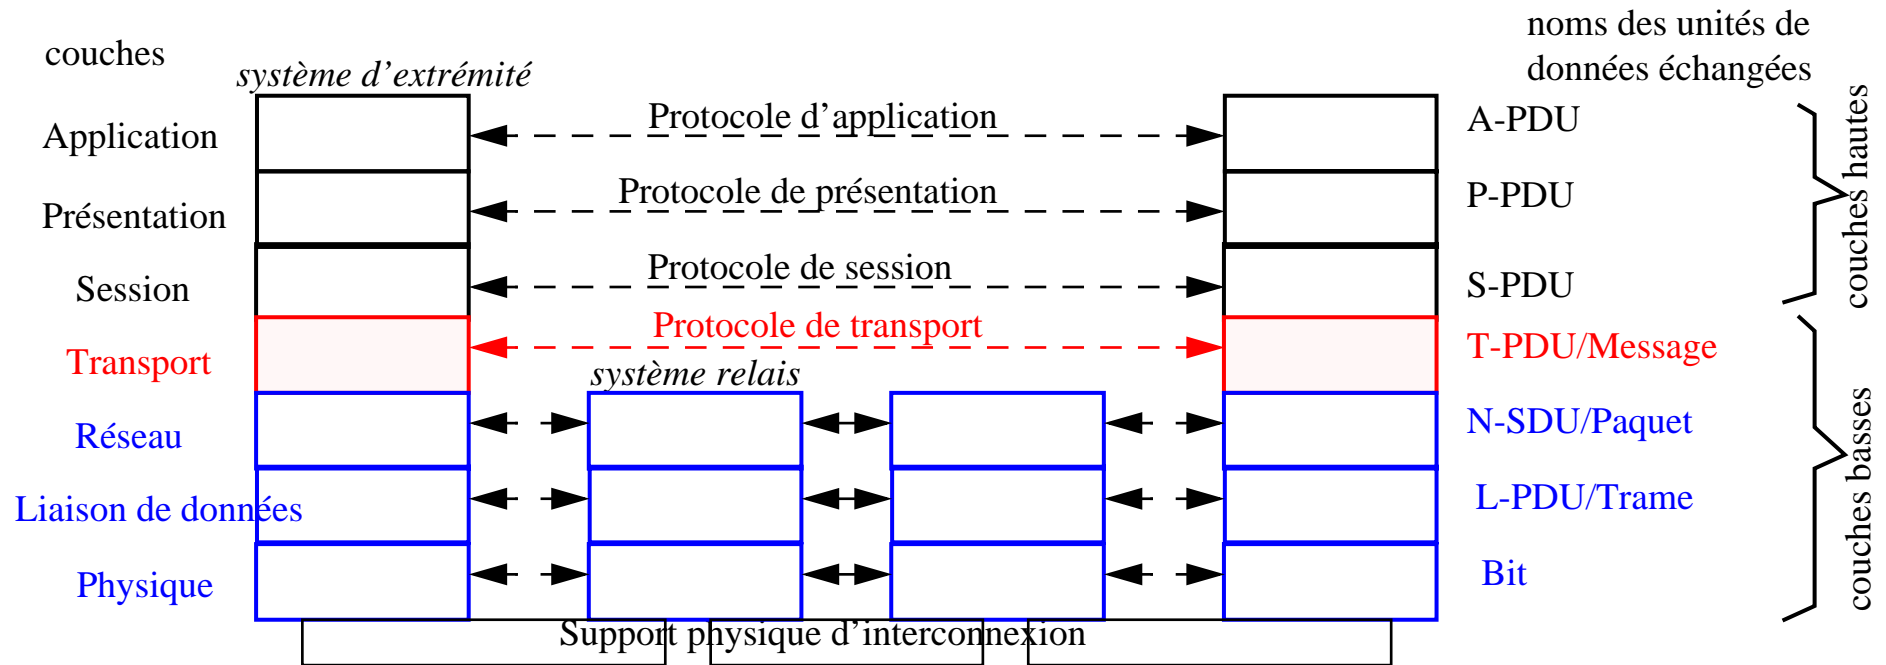 couches
noms des unités de
données échangées
système d'extrémité
Application
Protocole d'application
A-PDU
Présentation
Protocole de présentation
P-PDU
Session
Protocole de session
S-PDU
couches hautes
Transport
Protocole de transport
T-PDU/Message
système relais
Réseau
N-SDU/Paquet
Liaison de données
L-PDU/Trame
Physique
Bit
couches basses
Support physique d'interconnexion